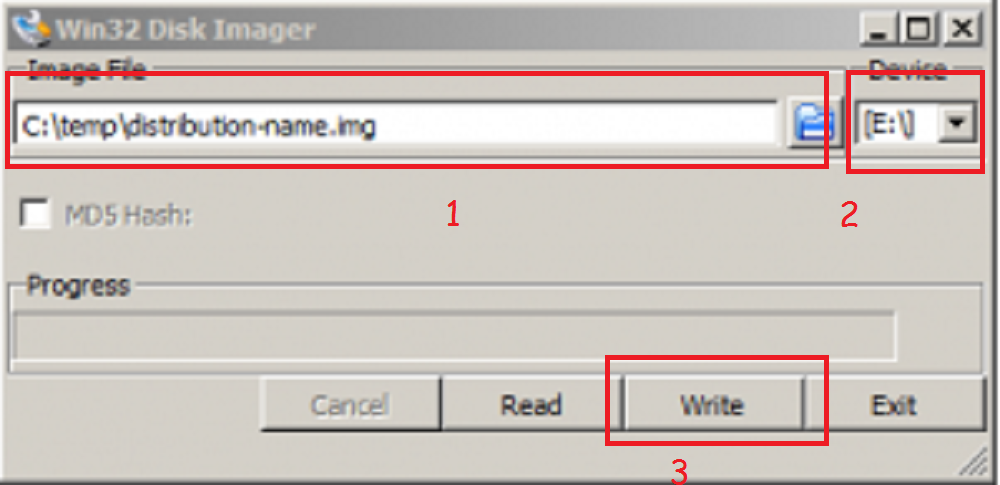 Win32 Disk Imager
Image File
Device
C:\temp\distribution-name.img
[E:\]
MD5 Hash:
1
2
Progress
Cancel
Read
Write
Exit
3